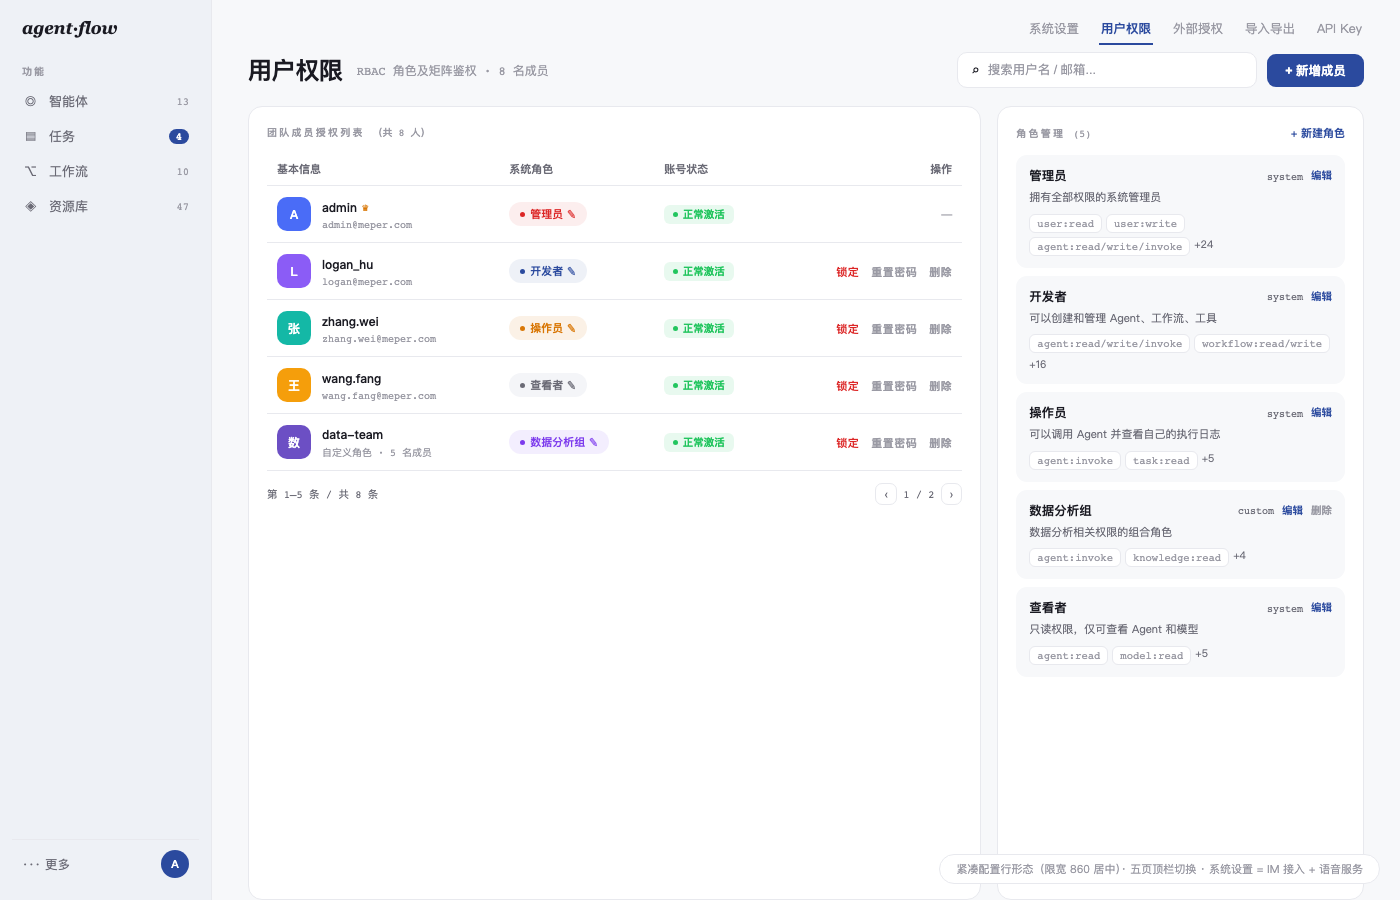 agent·flow
功能
智能体 13
任务 4
工作流 10
资源库 47
··· 更多 A
系统设置 用户权限 外部授权 导入导出 API Key
用户权限 RBAC 角色及矩阵鉴权 · 8 名成员
搜索用户名 / 邮箱...
+ 新增成员
团队成员授权列表 (共 8 人)
基本信息 系统角色 账号状态 操作
A admin 管理员 正常激活 —
admin@meper.com
L logan_hu 开发者 正常激活 锁定 重置密码 删除
logan@meper.com
张 zhang.wei 操作员 正常激活 锁定 重置密码 删除
zhang.wei@meper.com
王 wang.fang 查看者 正常激活 锁定 重置密码 删除
wang.fang@meper.com
数 data-team 数据分析组 正常激活 锁定 重置密码 删除
自定义角色 · 5 名成员
第 1—5 条 / 共 8 条 ‹ 1 / 2 ›
角色管理 (5) + 新建角色
管理员 system 编辑
拥有全部权限的系统管理员
user:read user:write
agent:read/write/invoke +24
开发者 system 编辑
可以创建和管理 Agent、工作流、工具
agent:read/write/invoke workflow:read/write
+16
操作员 system 编辑
可以调用 Agent 并查看自己的执行日志
agent:invoke task:read +5
数据分析组 custom 编辑 删除
数据分析相关权限的组合角色
agent:invoke knowledge:read +4
查看者 system 编辑
只读权限，仅可查看 Agent 和模型
agent:read model:read +5
紧凑配置行形态（限宽 860 居中）· 五页顶栏切换 · 系统设置 = IM 接入 + 语音服务